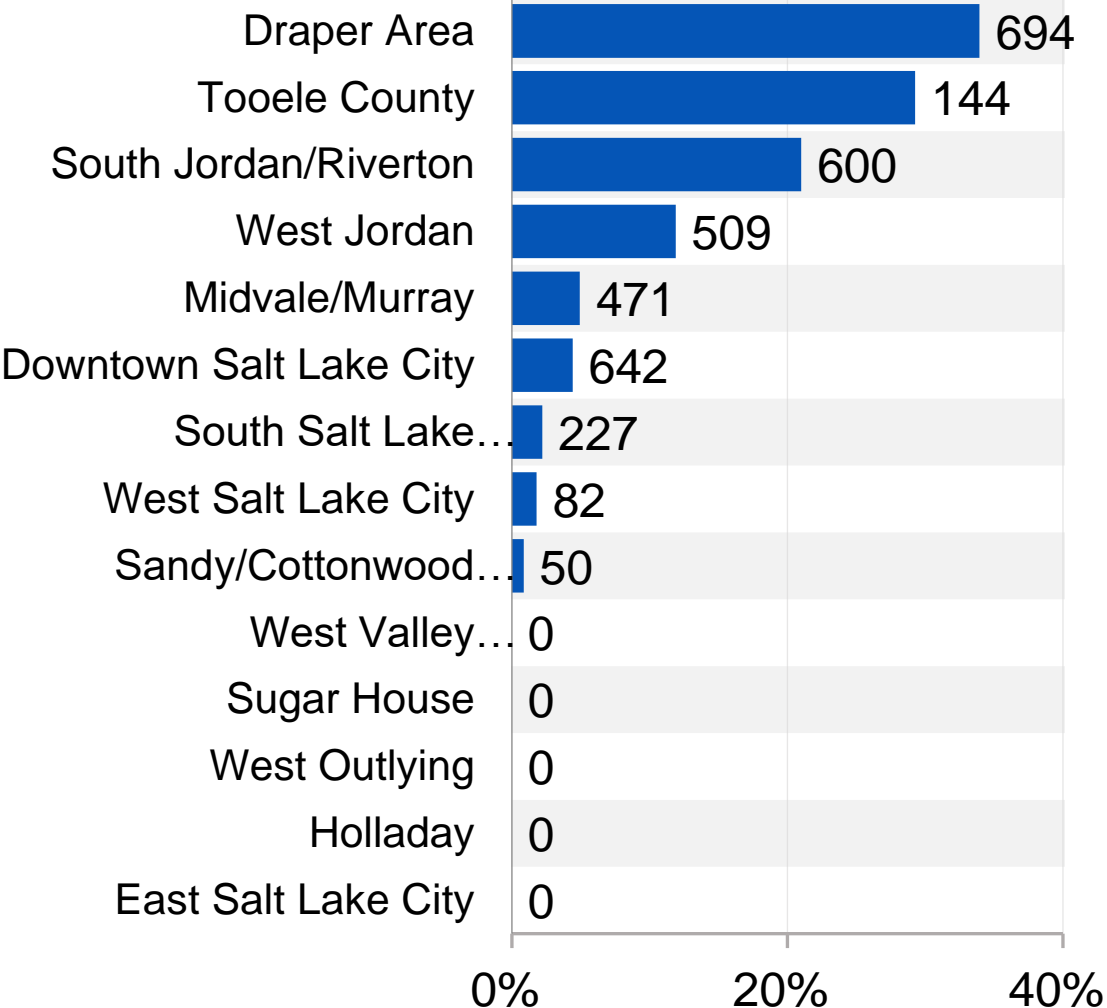 Draper Area 694
Tooele County 144
South Jordan/Riverton 600
West Jordan 509
Midvale/Murray 471
Downtown Salt Lake City 642
South Salt Lake… 227
West Salt Lake City 82
Sandy/Cottonwood… 50
West Valley… 0
Sugar House 0
West Outlying 0
Holladay 0
East Salt Lake City 0
0% 20% 40%